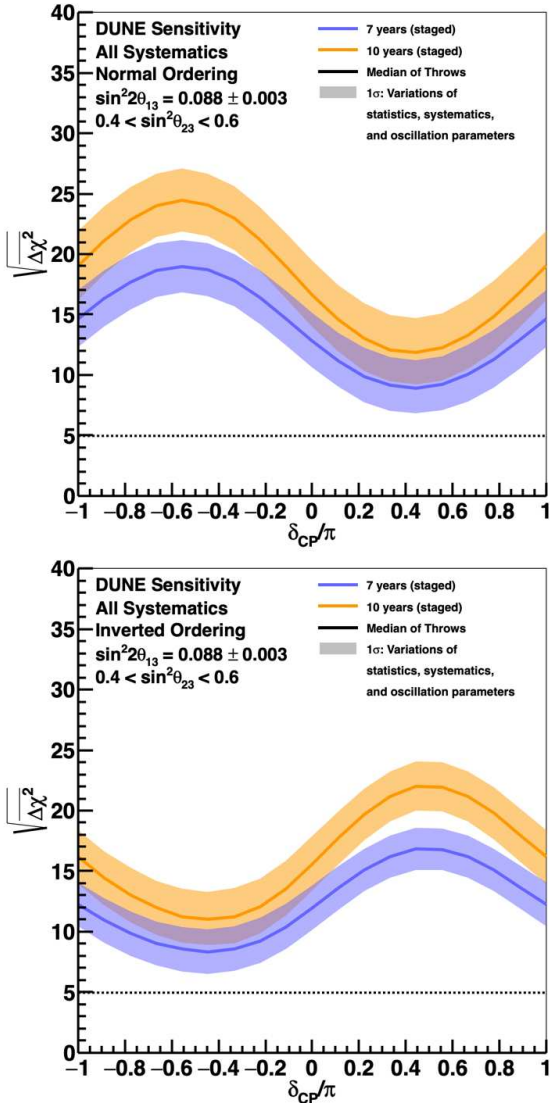 DUNE Sensitivity
All Systematics
Normal Ordering
sin²2θ₁₃ = 0.088 ± 0.003
0.4 < sin²θ₂₃ < 0.6
7 years (staged)
10 years (staged)
Median of Throws
1σ: Variations of
statistics, systematics,
and oscillation parameters
√Δχ²
40
35
30
25
20
15
10
5
0
−1 −0.8 −0.6 −0.4 −0.2 0 0.2 0.4 0.6 0.8 1
δCP/π
DUNE Sensitivity
All Systematics
Inverted Ordering
sin²2θ₁₃ = 0.088 ± 0.003
0.4 < sin²θ₂₃ < 0.6
7 years (staged)
10 years (staged)
Median of Throws
1σ: Variations of
statistics, systematics,
and oscillation parameters
√Δχ²
40
35
30
25
20
15
10
5
0
−1 −0.8 −0.6 −0.4 −0.2 0 0.2 0.4 0.6 0.8 1
δCP/π